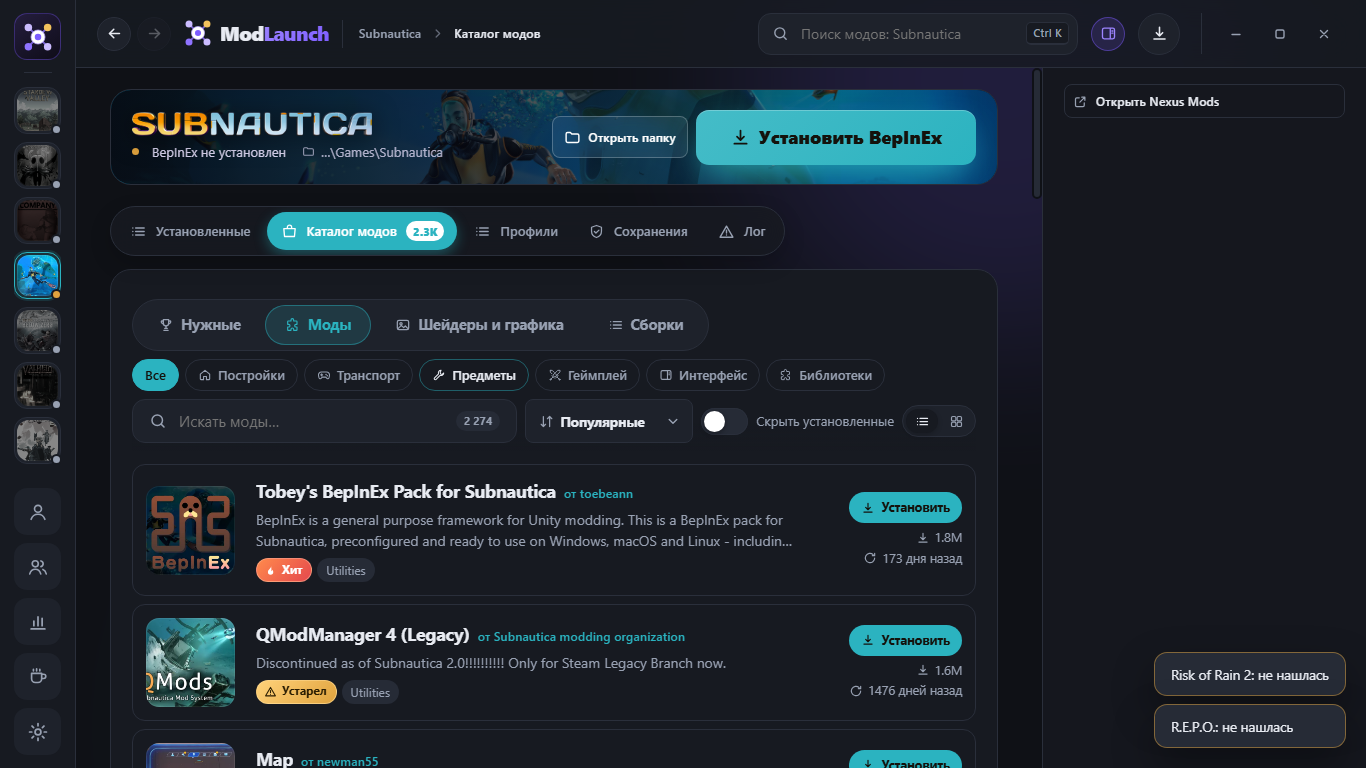 ModLaunch
Subnautica
Каталог модов
Поиск модов: Subnautica
Ctrl K
Открыть Nexus Mods
SUBNAUTICA
BepInEx не установлен
...\Games\Subnautica
Открыть папку
Установить BepInEx
Установленные
Каталог модов 2.3K
Профили
Сохранения
Лог
Нужные
Моды
Шейдеры и графика
Сборки
Все
Постройки
Транспорт
Предметы
Геймплей
Интерфейс
Библиотеки
Искать моды...
2 274
Популярные
Скрыть установленные
Tobey's BepInEx Pack for Subnautica от toebeann
BepInEx is a general purpose framework for Unity modding. This is a BepInEx pack for
Subnautica, preconfigured and ready to use on Windows, macOS and Linux - includin...
Хит
Utilities
Установить
1.8M
173 дня назад
BepInEx
QModManager 4 (Legacy) от Subnautica modding organization
Discontinued as of Subnautica 2.0!!!!!!!!!! Only for Steam Legacy Branch now.
Устарел
Utilities
Установить
1.6M
1476 дней назад
QMods
bnautica Mod System
Map от newman55
Установить
Risk of Rain 2: не нашлась
R.E.P.O.: не нашлась